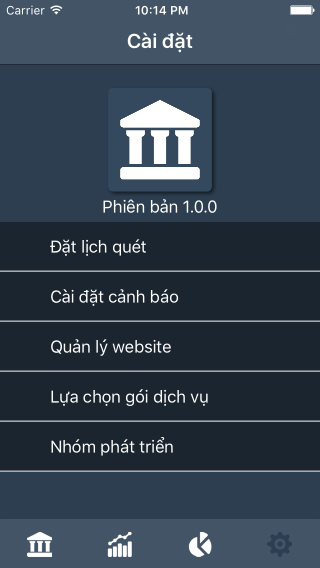 Carrier 10:14 PM
Cài đặt
Phiên bản 1.0.0
Đặt lịch quét
Cài đặt cảnh báo
Quản lý website
Lựa chọn gói dịch vụ
Nhóm phát triển